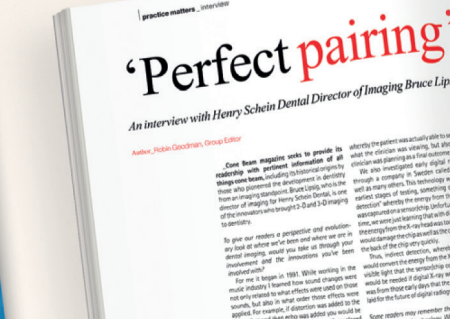 practice matters _ interview
'Perfect pairing'
An interview with Henry Schein Dental Director of Imaging Bruce Lips
Author_Robin Goodman, Group Editor
_Cone Beam magazine seeks to provide its
readership with pertinent information of all
things cone beam, including its historical origins by
those who pioneered the development in dentistry
from an imaging standpoint. Bruce Lipsig, who is the
director of imaging for Henry Schein Dental, is one
of the innovators who brought 2-D and 3-D imaging
to dentistry.
To give our readers a perspective and evolution-
ary look at where we've been end where we are in
dental imaging, would you take us through your
involvement and the innovations you've been
involved with?
For me it began in 1991. While working in the
music industry I learned how sound changes were
not only related to what effects were used on those
sounds, but also in what order those effects were
applied. For example, if distortion was added to the
then echo was added you would be
whereby the patient was actually able to s
what the clinician was viewing, but also
clinician was planning as a final outcome
We also investigated early digital r
through a company in Sweden called
well as many others. This technology w
earliest stages of testing, something c
detection" whereby the energy from th
was captured on a sensor chip. Unfortu
time, we were just learning that with di
the energy from the X-ray head was too
would damage the chip as well as the c
the back of the chip very quickly.
Thus, indirect detection, where
would convert the energy from the X
visible light that the sensor chip co
would be needed if digital X-ray we
was from those early days that the
laid for the future of digital radiogr
Some readers may remember th